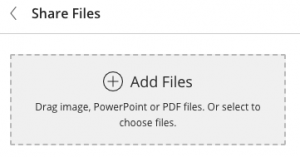 Share Files
Add Files
Drag image, PowerPoint or PDF files. Or select to
choose files.